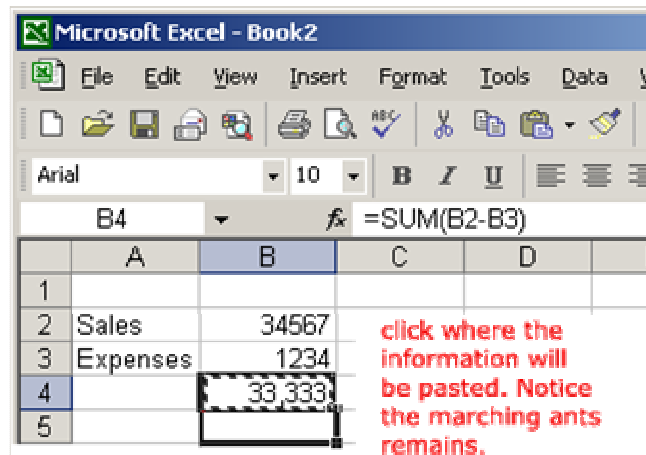 Microsoft Excel - Book2
File Edit View Insert Format Tools Data
ABC
Arial 10 B I U
B4 fx =SUM(B2-B3)
A B C D
1
2 Sales 34567
3 Expenses 1234
4 33,333
5
click where the
information will
be pasted. Notice
the marching ants
remains.